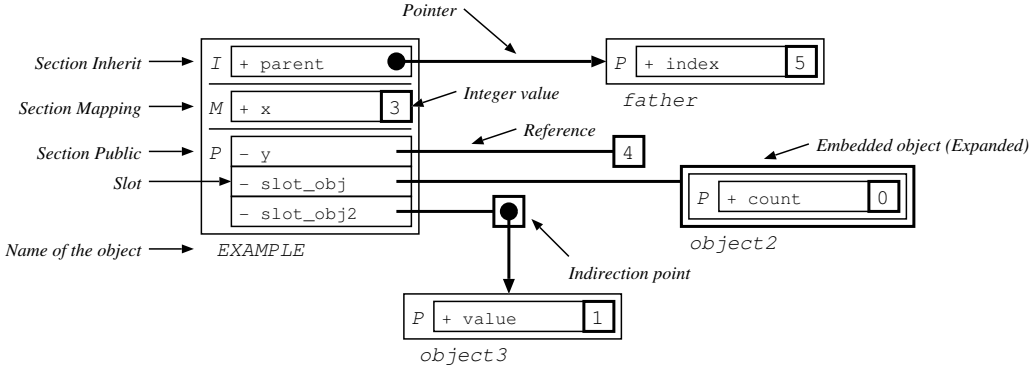 Pointer
Section Inherit I + parent P + index 5
father
Section Mapping M + x 3 Integer value
Reference
Section Public P - y 4 Embedded object (Expanded)
Slot - slot_obj P + count 0
- slot_obj2
object2
Name of the object EXAMPLE
Indirection point
P + value 1
object3